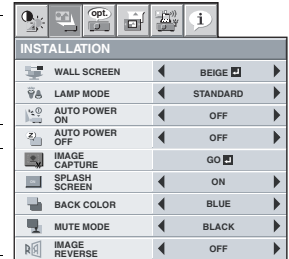 opt.
i
INSTALLATION
WALL SCREEN BEIGE
LAMP MODE STANDARD
AUTO POWER
ON OFF
AUTO POWER
OFF OFF
IMAGE
CAPTURE GO
SPLASH
SCREEN ON
BACK COLOR BLUE
MUTE MODE BLACK
IMAGE
REVERSE OFF